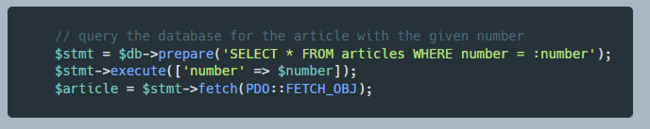 // query the database for the article with the given number
$stmt = $db->prepare('SELECT * FROM articles WHERE number = :number');
$stmt->execute(['number' => $number]);
$article = $stmt->fetch(PDO::FETCH_OBJ);